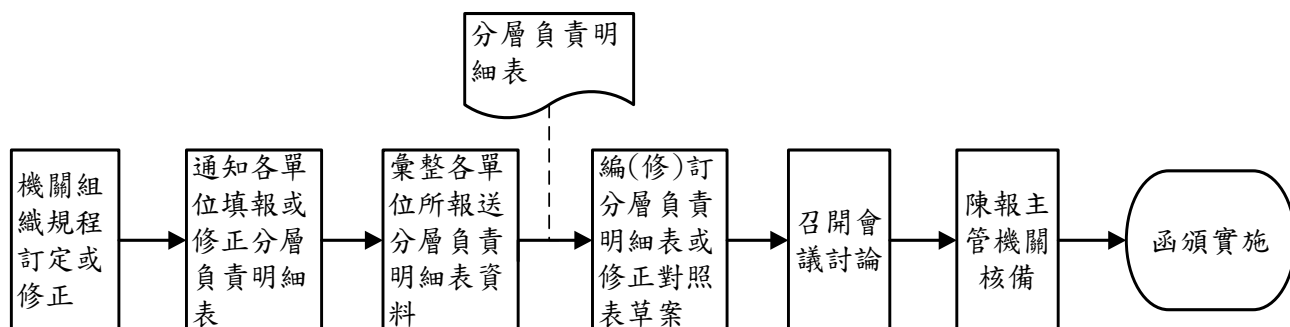 分層負責明
細表
機關組
織規程
訂定或
修正
通知各單
位填報或
修正分層
負責明細
表
彙整各單
位所報送
分層負責
明細表資
料
編(修)訂
分層負責
明細表或
修正對照
表草案
召開會
議討論
陳報主
管機關
核備
函頒實施